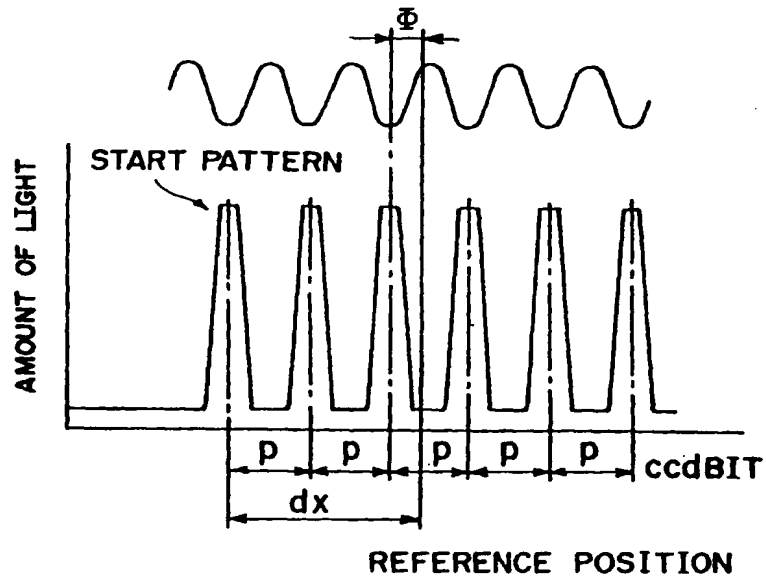 Φ
START PATTERN
AMOUNT OF LIGHT
p p p p p ccdBIT
dx
REFERENCE POSITION